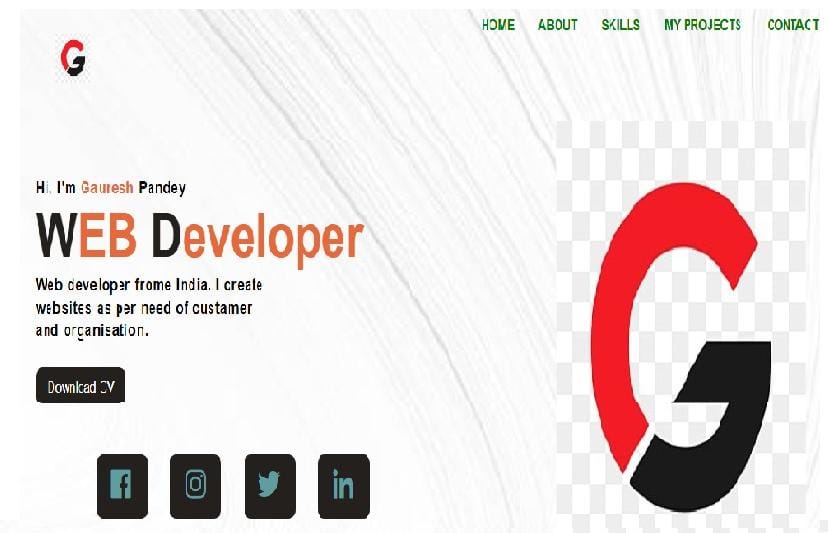 HOME ABOUT SKILLS MY PROJECTS CONTACT
G
Hi, I'm Gauresh Pandey
WEB Developer
Web developer frome India. I create
websites as per need of custamer
and organisation.
Download CV
G